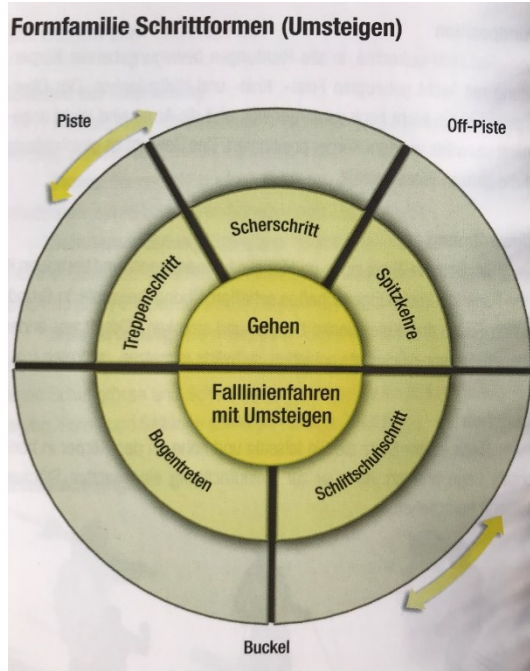 Formfamilie Schrittformen (Umsteigen)
Piste
Off-Piste
Scherschritt
Treppenschritt
Spitzkehre
Gehen
Falllinienfahren
mit Umsteigen
Bogentreten
Schlittschuhschritt
Buckel